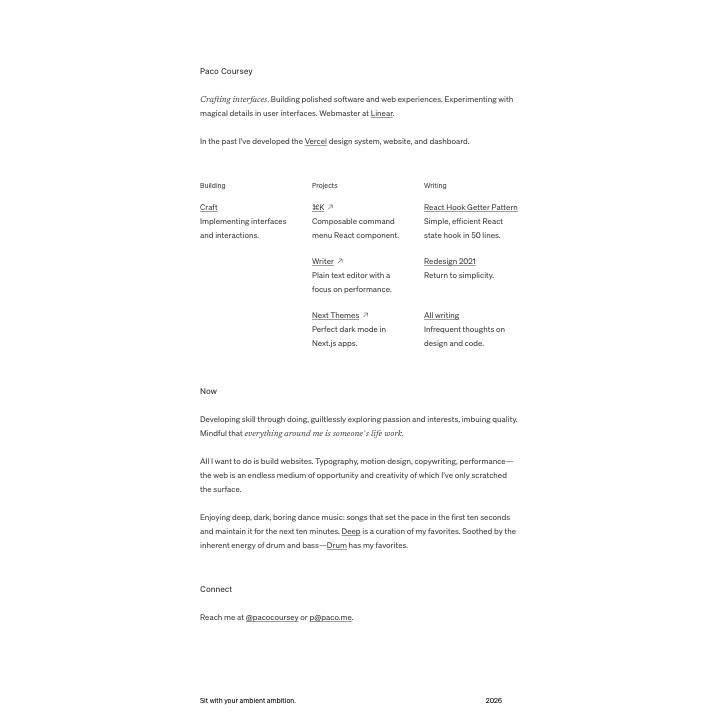 Paco Coursey
Crafting interfaces. Building polished software and web experiences. Experimenting with
magical details in user interfaces. Webmaster at Linear.
In the past I've developed the Vercel design system, website, and dashboard.
Building
Craft
Implementing interfaces
and interactions.
Projects
⌘K ↗
Composable command
menu React component.
Writer ↗
Plain text editor with a
focus on performance.
Next Themes ↗
Perfect dark mode in
Next.js apps.
Writing
React Hook Getter Pattern
Simple, efficient React
state hook in 50 lines.
Redesign 2021
Return to simplicity.
All writing
Infrequent thoughts on
design and code.
Now
Developing skill through doing, guiltlessly exploring passion and interests, imbuing quality.
Mindful that everything around me is someone's life work.
All I want to do is build websites. Typography, motion design, copywriting, performance—
the web is an endless medium of opportunity and creativity of which I've only scratched
the surface.
Enjoying deep, dark, boring dance music: songs that set the pace in the first ten seconds
and maintain it for the next ten minutes. Deep is a curation of my favorites. Soothed by the
inherent energy of drum and bass—Drum has my favorites.
Connect
Reach me at @pacocoursey or p@paco.me.
Sit with your ambient ambition.
2026